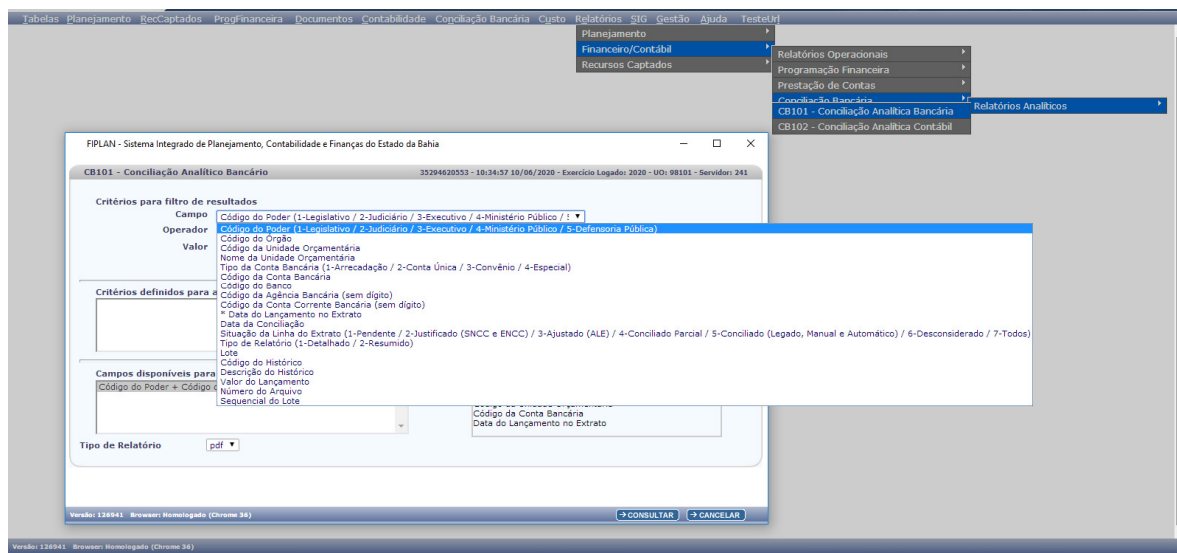 Tabelas Planejamento RecCaptados ProgFinanceira Documentos Contabilidade Conciliação Bancária Custo Relatórios SIG Gestão Ajuda TesteUrl
Planejamento
Financeiro/Contábil
Recursos Captados
Relatórios Operacionais
Programação Financeira
Prestação de Contas
Conciliação Bancária
Relatórios Analíticos
CB101 - Conciliação Analítica Bancária
CB102 - Conciliação Analítica Contábil
FIPLAN - Sistema Integrado de Planejamento, Contabilidade e Finanças do Estado da Bahia
CB101 - Conciliação Analítico Bancário
35294620553 - 10:34:57 10/06/2020 - Exercício Logado: 2020 - UO: 98101 - Servidor: 241
Critérios para filtro de resultados
Campo Código do Poder (1-Legislativo / 2-Judiciário / 3-Executivo / 4-Ministério Público /
Operador
Valor
Código do Poder (1-Legislativo / 2-Judiciário / 3-Executivo / 4-Ministério Público / 5-Defensoria Pública)
Código do Órgão
Código da Unidade Orçamentária
Nome da Unidade Orçamentária
Tipo da Conta Bancária (1-Arrecadação / 2-Conta Única / 3-Convênio / 4-Especial)
Código da Conta Bancária
Código do Banco
Código da Agência Bancária (sem dígito)
Código da Conta Corrente Bancária (sem dígito)
* Data do Lançamento no Extrato
Data da Conciliação
Situação da Linha do Extrato (1-Pendente / 2-Justificado (SNCC e ENCC) / 3-Ajustado (ALE) / 4-Conciliado Parcial / 5-Conciliado (Legado, Manual e Automático) / 6-Desconsiderado / 7-Todos)
Tipo de Relatório (1-Detalhado / 2-Resumido)
Lote
Código do Histórico
Descrição do Histórico
Valor do Lançamento
Número do Arquivo
Sequencial do Lote
Critérios definidos para a
Campos disponíveis para
Código do Poder + Código
Código da Conta Bancária
Data do Lançamento no Extrato
Tipo de Relatório pdf
CONSULTAR CANCELAR
Versão: 126941 Browser: Homologado (Chrome 36)
Versão: 126941 Browser: Homologado (Chrome 36)